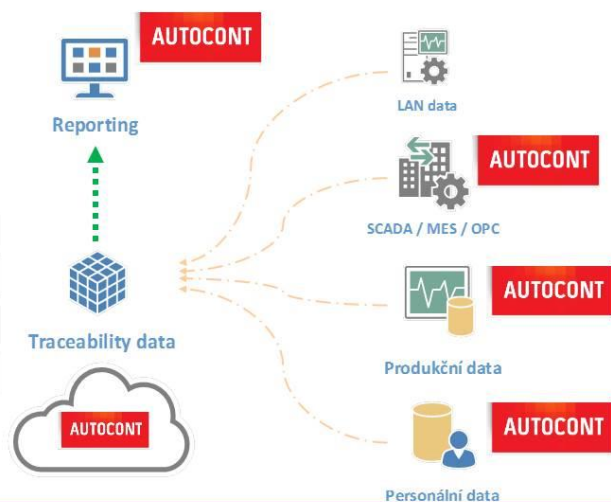 AUTOCONT
Reporting
LAN data
AUTOCONT
SCADA / MES / OPC
AUTOCONT
Traceability data
Produkční data
AUTOCONT
AUTOCONT
Personální data